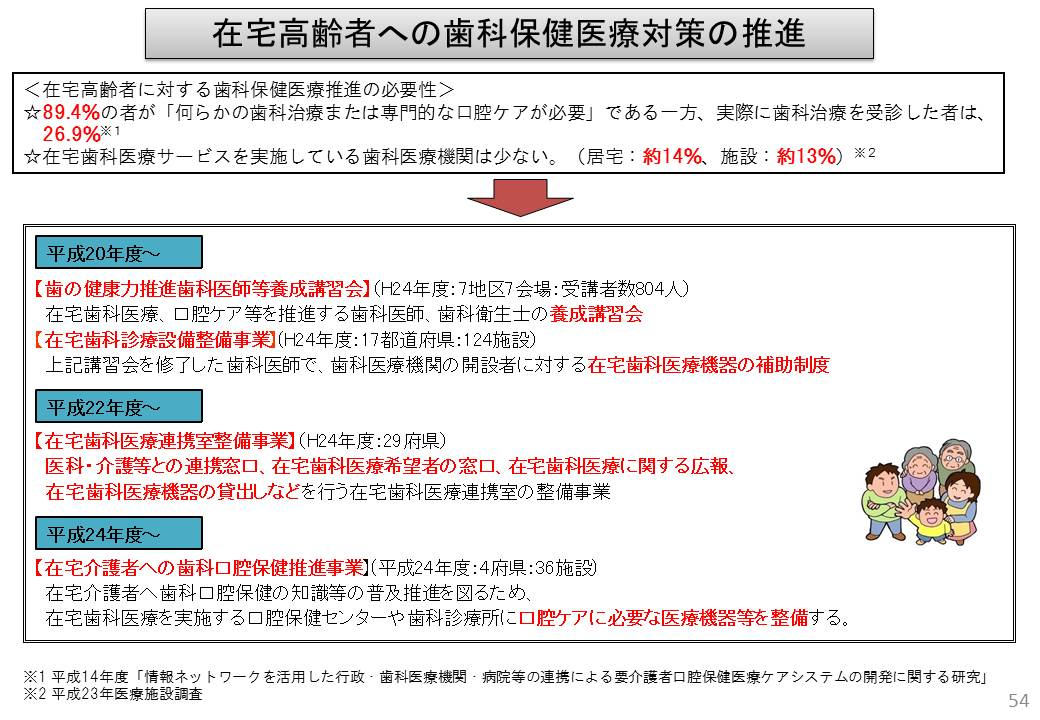 在宅高齢者への歯科保健医療対策の推進
＜在宅高齢者に対する歯科保健医療推進の必要性＞
☆89.4%の者が「何らかの歯科治療または専門的な口腔ケアが必要」である一方、実際に歯科治療を受診した者は、
26.9%※1
☆在宅歯科医療サービスを実施している歯科医療機関は少ない。（居宅：約14%、施設：約13%）※2
平成20年度～
【歯の健康力推進歯科医師等養成講習会】（H24年度：7地区7会場：受講者数804人）
在宅歯科医療、口腔ケア等を推進する歯科医師、歯科衛生士の養成講習会
【在宅歯科診療設備整備事業】（H24年度：17都道府県：124施設）
上記講習会を修了した歯科医師で、歯科医療機関の開設者に対する在宅歯科医療機器の補助制度
平成22年度～
【在宅歯科医療連携室整備事業】（H24年度：29府県）
医科・介護等との連携窓口、在宅歯科医療希望者の窓口、在宅歯科医療に関する広報、
在宅歯科医療機器の貸出しなどを行う在宅歯科医療連携室の整備事業
平成24年度～
【在宅介護者への歯科口腔保健推進事業】（平成24年度：4府県：36施設）
在宅介護者へ歯科口腔保健の知識等の普及推進を図るため、
在宅歯科医療を実施する口腔保健センターや歯科診療所に口腔ケアに必要な医療機器等を整備する。
※1 平成14年度「情報ネットワークを活用した行政・歯科医療機関・病院等の連携による要介護者口腔保健医療ケアシステムの開発に関する研究」
※2 平成23年医療施設調査
54